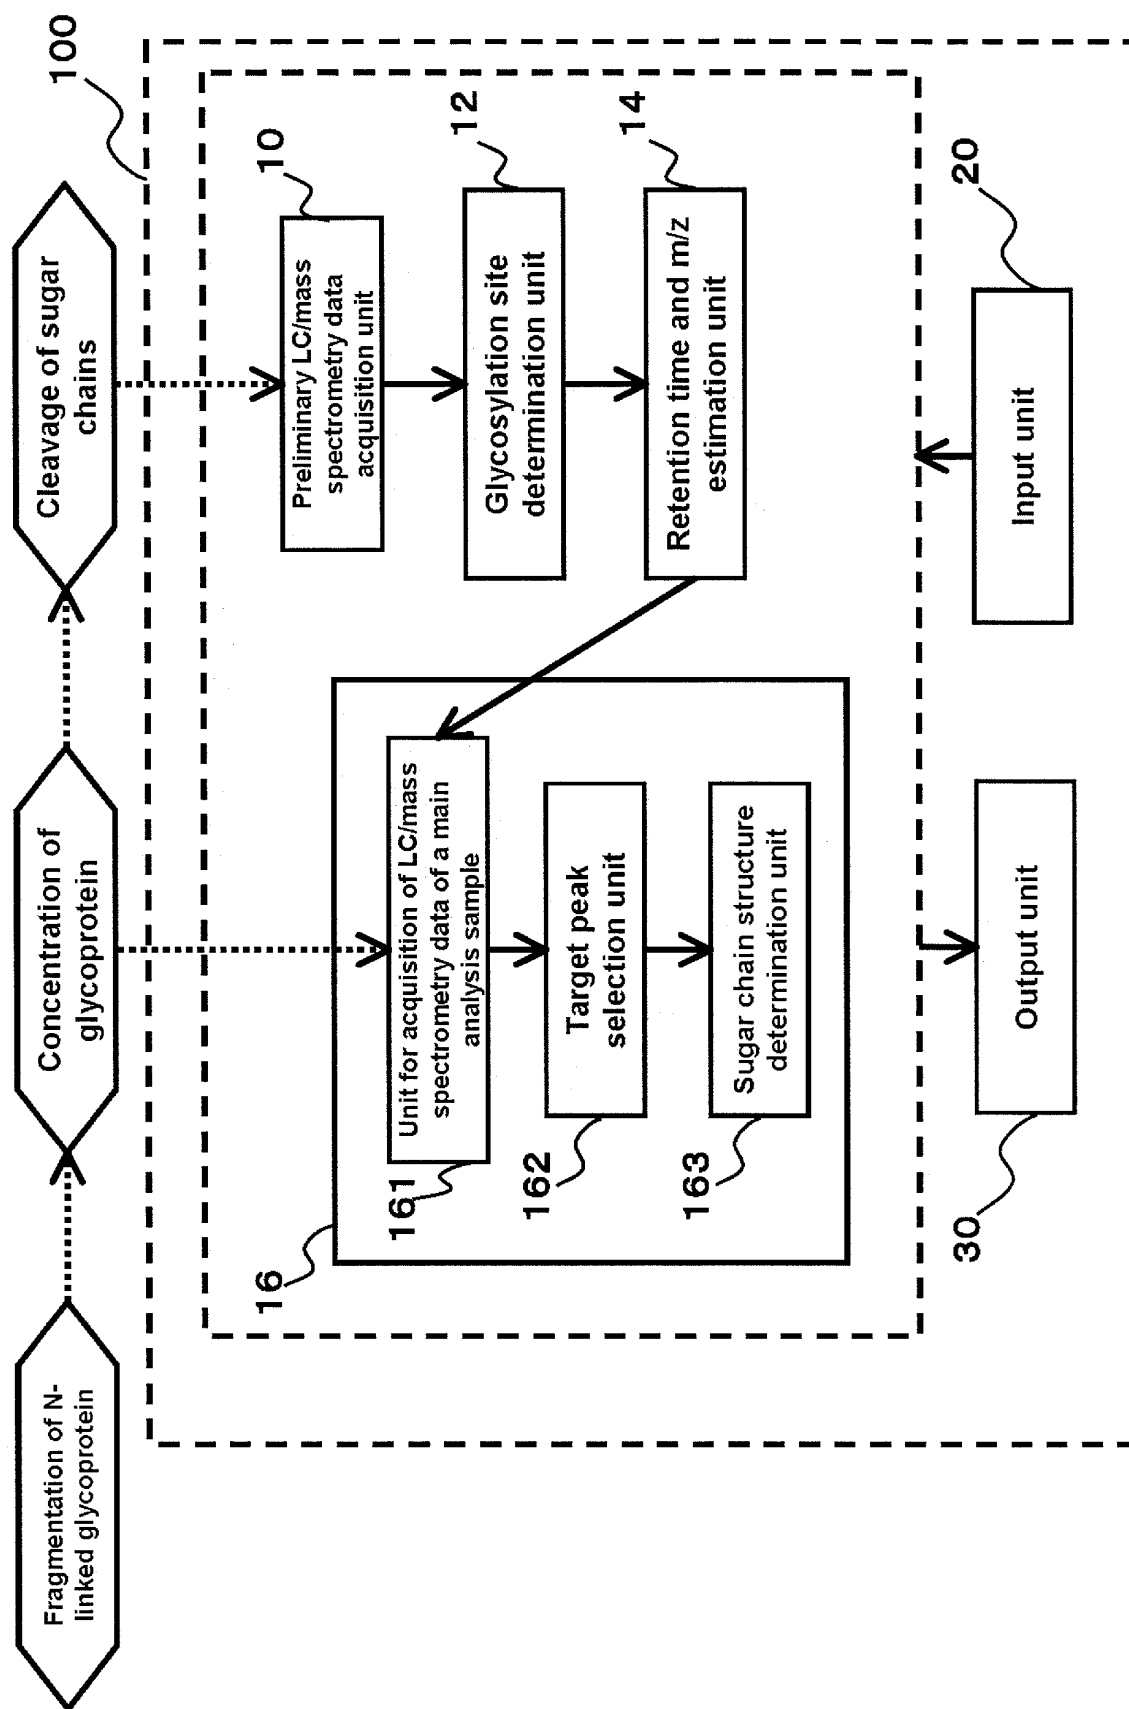 Fragmentation of N-
linked glycoprotein
Concentration of
glycoprotein
Cleavage of sugar
chains
100
16
161
Unit for acquisition of LC/mass
spectrometry data of a main
analysis sample
162
Target peak
selection unit
163
Sugar chain structure
determination unit
10
Preliminary LC/mass
spectrometry data
acquisition unit
12
Glycosylation site
determination unit
14
Retention time and m/z
estimation unit
30
Output unit
20
Input unit